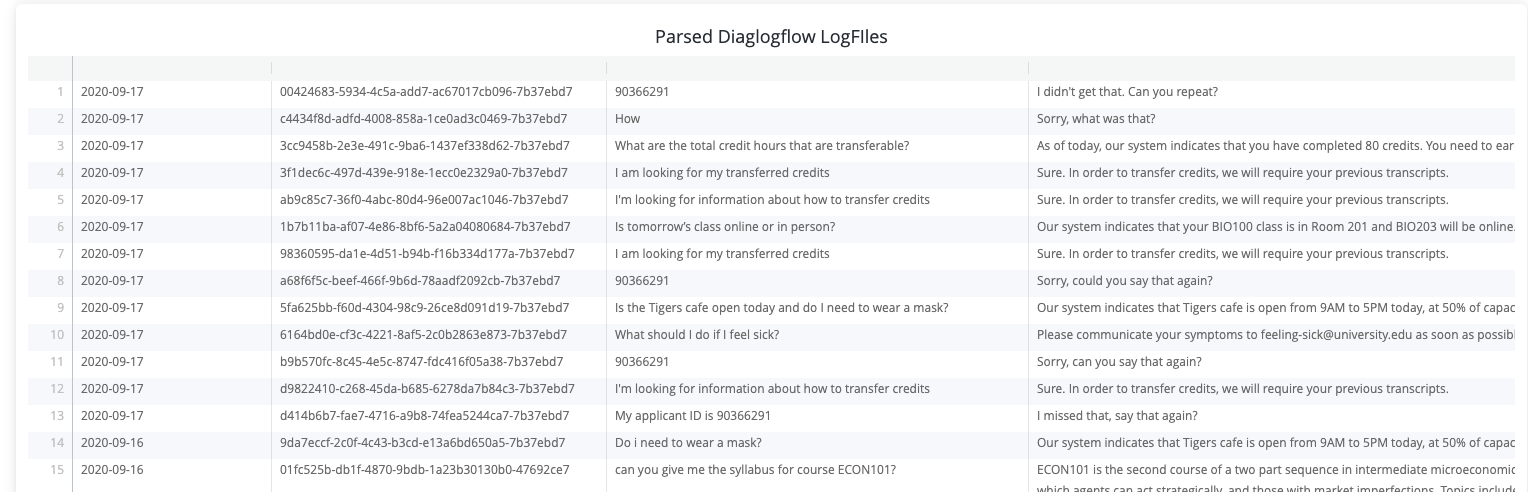 Parsed Diaglogflow LogFIles
1 2020-09-17 00424683-5934-4c5a-add7-ac67017cb096-7b37ebd7 90366291 I didn't get that. Can you repeat?
2 2020-09-17 c4434f8d-adfd-4008-858a-1ce0ad3c0469-7b37ebd7 How Sorry, what was that?
3 2020-09-17 3cc9458b-2e3e-491c-9ba6-1437ef338d62-7b37ebd7 What are the total credit hours that are transferable? As of today, our system indicates that you have completed 80 credits. You need to ear
4 2020-09-17 3f1dec6c-497d-439e-918e-1ecc0e2329a0-7b37ebd7 I am looking for my transferred credits Sure. In order to transfer credits, we will require your previous transcripts.
5 2020-09-17 ab9c85c7-36f0-4abc-80d4-96e007ac1046-7b37ebd7 I'm looking for information about how to transfer credits Sure. In order to transfer credits, we will require your previous transcripts.
6 2020-09-17 1b7b11ba-af07-4e86-8bf6-5a2a04080684-7b37ebd7 Is tomorrow's class online or in person? Our system indicates that your BIO100 class is in Room 201 and BIO203 will be online.
7 2020-09-17 98360595-da1e-4d51-b94b-f16b334d177a-7b37ebd7 I am looking for my transferred credits Sure. In order to transfer credits, we will require your previous transcripts.
8 2020-09-17 a68f6f5c-beef-466f-9b6d-78aadf2092cb-7b37ebd7 90366291 Sorry, could you say that again?
9 2020-09-17 5fa625bb-f60d-4304-98c9-26ce8d091d19-7b37ebd7 Is the Tigers cafe open today and do I need to wear a mask? Our system indicates that Tigers cafe is open from 9AM to 5PM today, at 50% of capac
10 2020-09-17 6164bd0e-cf3c-4221-8af5-2c0b2863e873-7b37ebd7 What should I do if I feel sick? Please communicate your symptoms to feeling-sick@university.edu as soon as possibl
11 2020-09-17 b9b570fc-8c45-4e5c-8747-fdc416f05a38-7b37ebd7 90366291 Sorry, can you say that again?
12 2020-09-17 d9822410-c268-45da-b685-6278da7b84c3-7b37ebd7 I'm looking for information about how to transfer credits Sure. In order to transfer credits, we will require your previous transcripts.
13 2020-09-17 d414b6b7-fae7-4716-a9b8-74fea5244ca7-7b37ebd7 My applicant ID is 90366291 I missed that, say that again?
14 2020-09-16 9da7eccf-2c0f-4c43-b3cd-e13a6bd650a5-7b37ebd7 Do i need to wear a mask? Our system indicates that Tigers cafe is open from 9AM to 5PM today, at 50% of capac
15 2020-09-16 01fc525b-db1f-4870-9bdb-1a23b30130b0-47692ce7 can you give me the syllabus for course ECON101? ECON101 is the second course of a two part sequence in intermediate microeconomic
which agents can act strategically, and those with market imperfections. Topics include